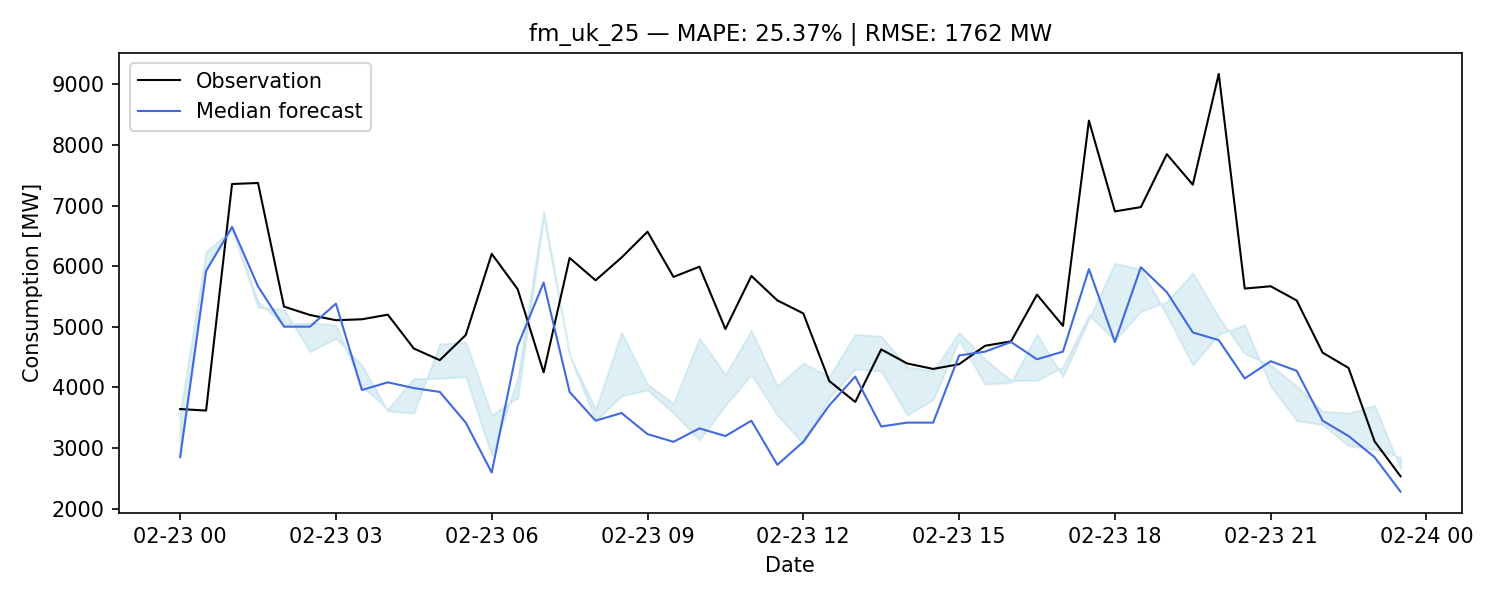 fm_uk_25 — MAPE: 25.37% | RMSE: 1762 MW
Observation
Median forecast
Consumption [MW]
9000
8000
7000
6000
5000
4000
3000
2000
02-23 00 02-23 03 02-23 06 02-23 09 02-23 12 02-23 15 02-23 18 02-23 21 02-24 00
Date